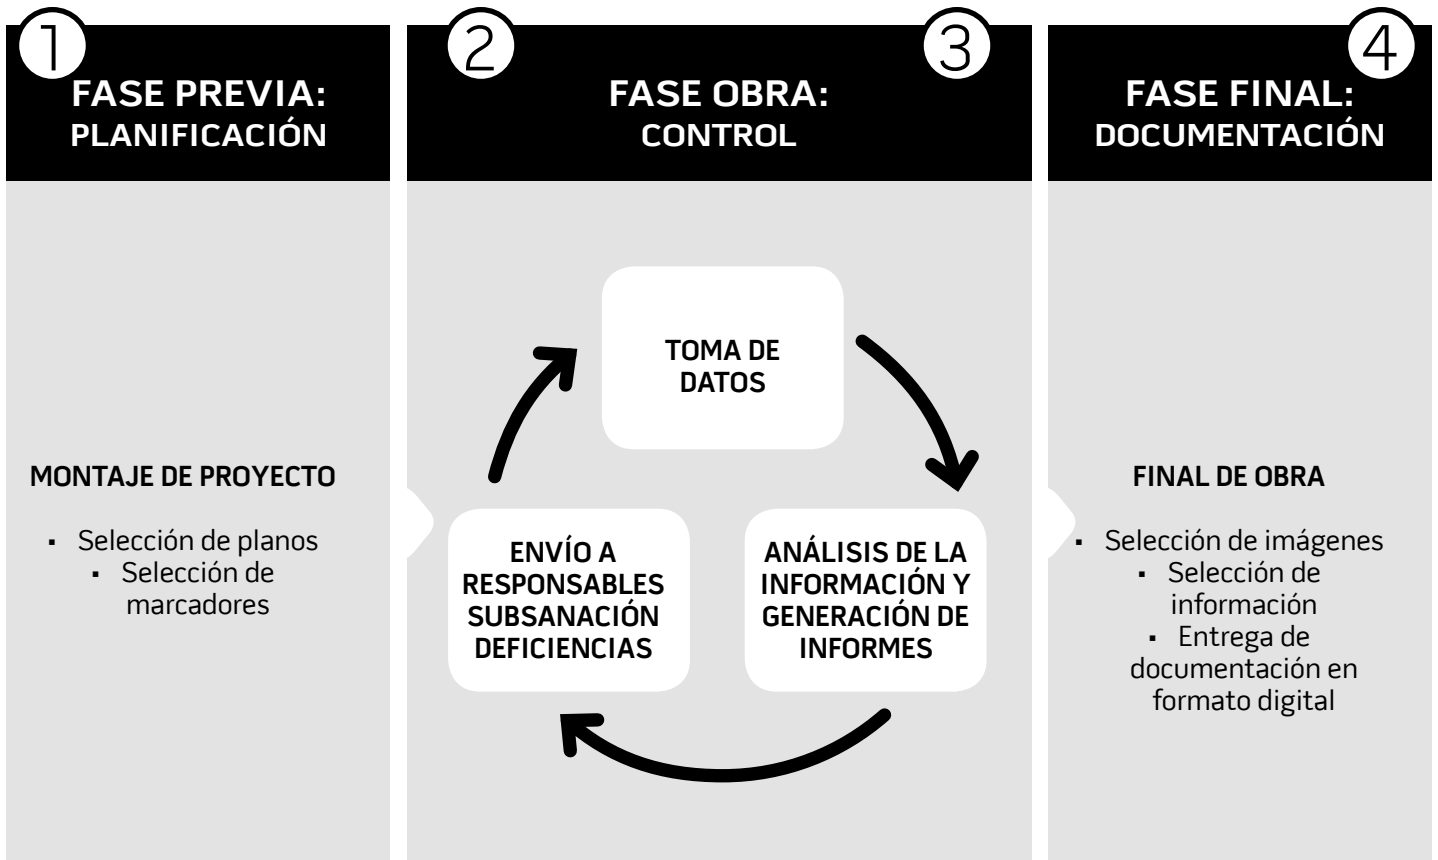 1
FASE PREVIA:
PLANIFICACIÓN
MONTAJE DE PROYECTO
▪ Selección de planos
▪ Selección de
marcadores
2
3
FASE OBRA:
CONTROL
TOMA DE
DATOS
ANÁLISIS DE LA
INFORMACIÓN Y
GENERACIÓN DE
INFORMES
ENVÍO A
RESPONSABLES
SUBSANACIÓN
DEFICIENCIAS
4
FASE FINAL:
DOCUMENTACIÓN
FINAL DE OBRA
▪ Selección de imágenes
▪ Selección de
información
▪ Entrega de
documentación en
formato digital